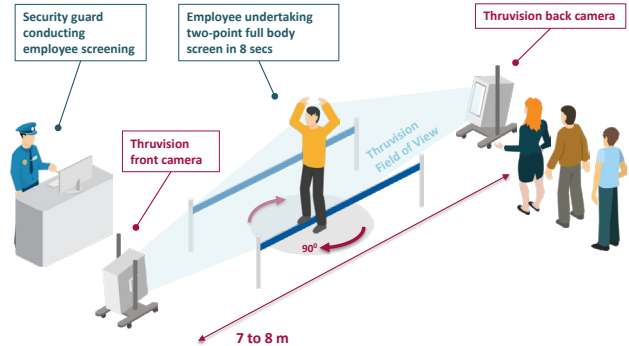 Security guard
conducting
employee screening
Employee undertaking
two-point full body
screen in 8 secs
Thruvision back camera
Thruvision
front camera
Thruvision
Field of View
90⁰
7 to 8 m